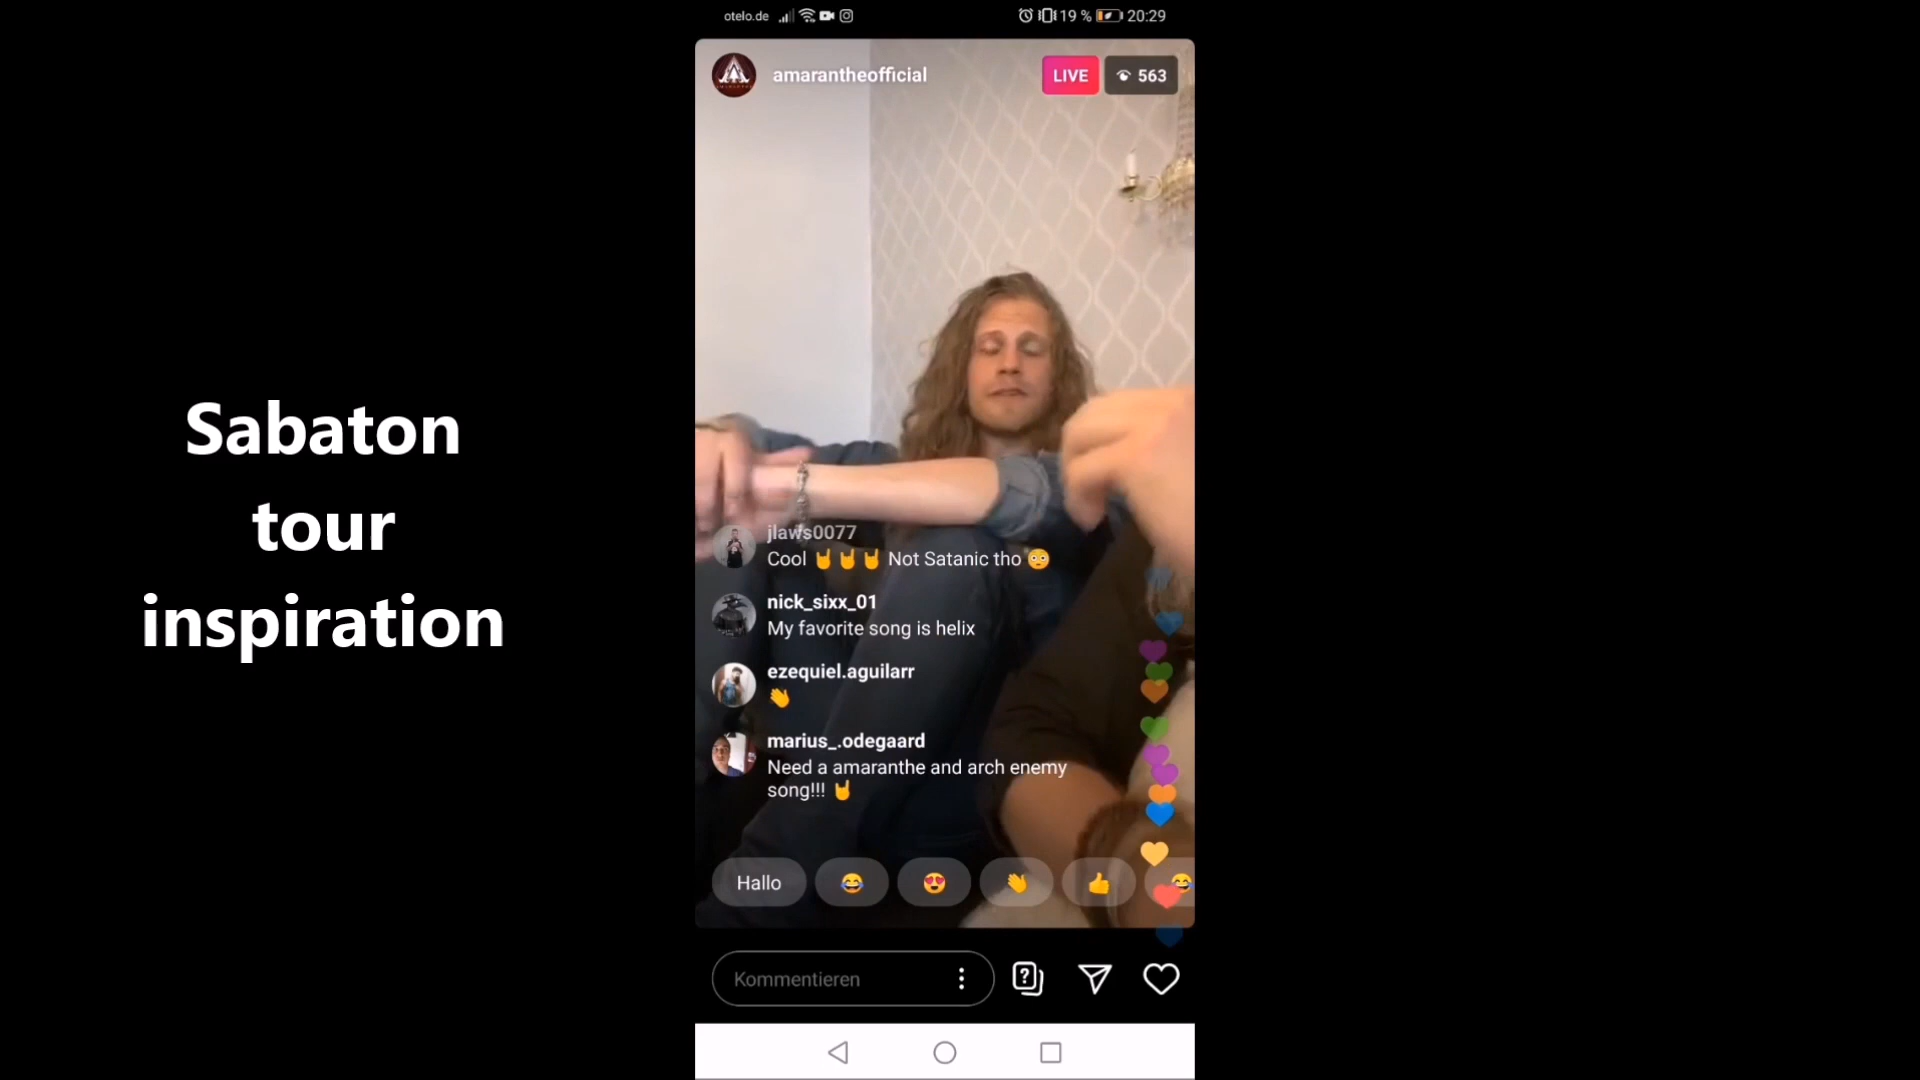 otelo.de
19 %
20:29
amarantheofficial
LIVE
563
Sabaton
tour
inspiration
jlaws0077
Cool 🤘🤘🤘 Not Satanic tho 😳
nick_sixx_01
My favorite song is helix
ezequiel.aguilarr
👏
marius_.odegaard
Need a amaranthe and arch enemy
song!!! 🤘
Hallo 😂 😍 👏 👍 😂
Kommentieren